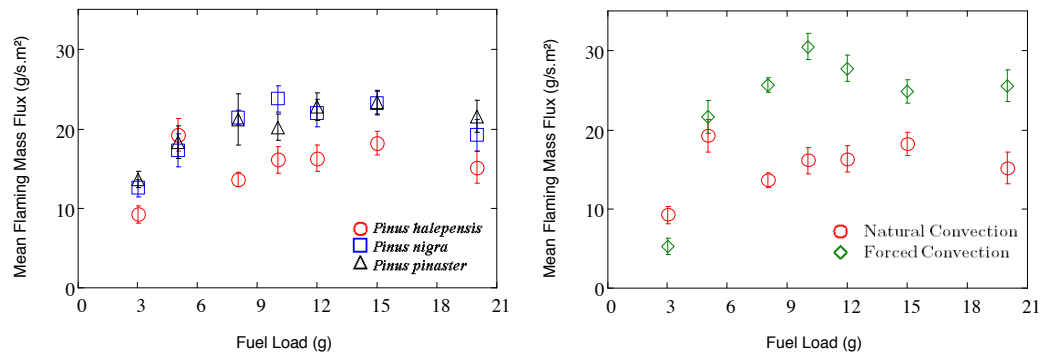 Mean Flaming Mass Flux (g/s.m²)
30
20
10
0
0 3 6 9 12 15 18 21
Fuel Load (g)
Pinus halepensis
Pinus nigra
Pinus pinaster
Mean Flaming Mass Flux (g/s.m²)
30
20
10
0
0 3 6 9 12 15 18 21
Fuel Load (g)
Natural Convection
Forced Convection